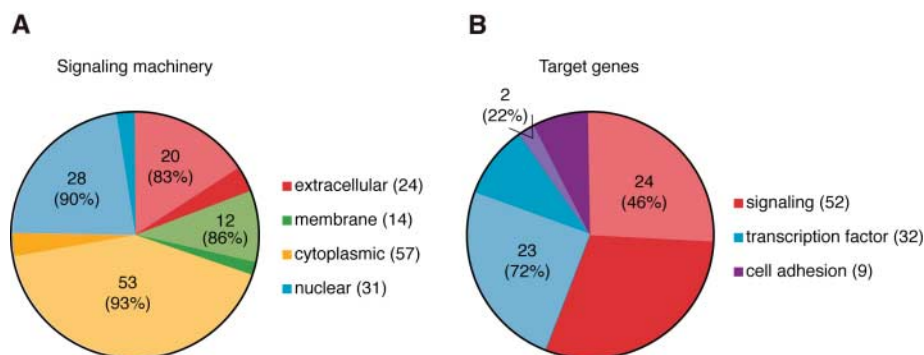 A
Signaling machinery
20
(83%)
12
(86%)
53
(93%)
28
(90%)
extracellular (24)
membrane (14)
cytoplasmic (57)
nuclear (31)
B
Target genes
2
(22%)
24
(46%)
23
(72%)
signaling (52)
transcription factor (32)
cell adhesion (9)